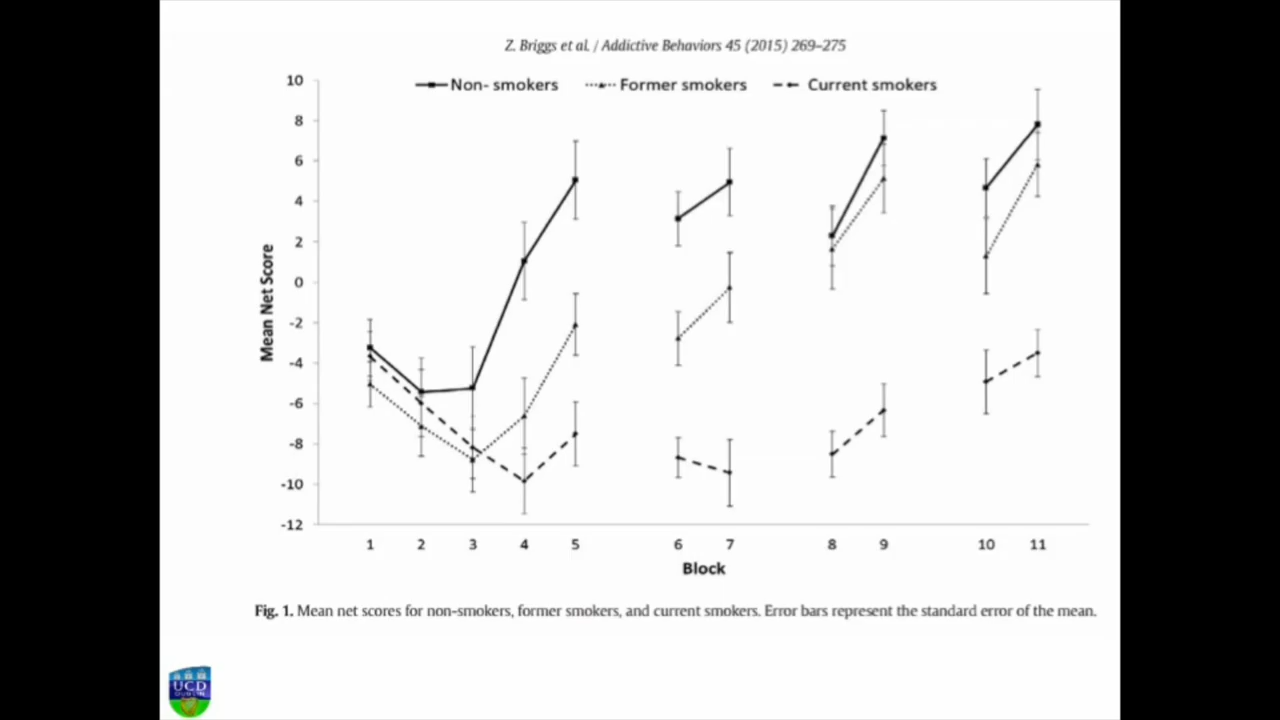 Z. Briggs et al. / Addictive Behaviors 45 (2015) 269–275
Non- smokers Former smokers Current smokers
10
8
6
4
2
0
-2
-4
-6
-8
-10
-12
Mean Net Score
1 2 3 4 5 6 7 8 9 10 11
Block
Fig. 1. Mean net scores for non-smokers, former smokers, and current smokers. Error bars represent the standard error of the mean.
UCD
DUBLIN